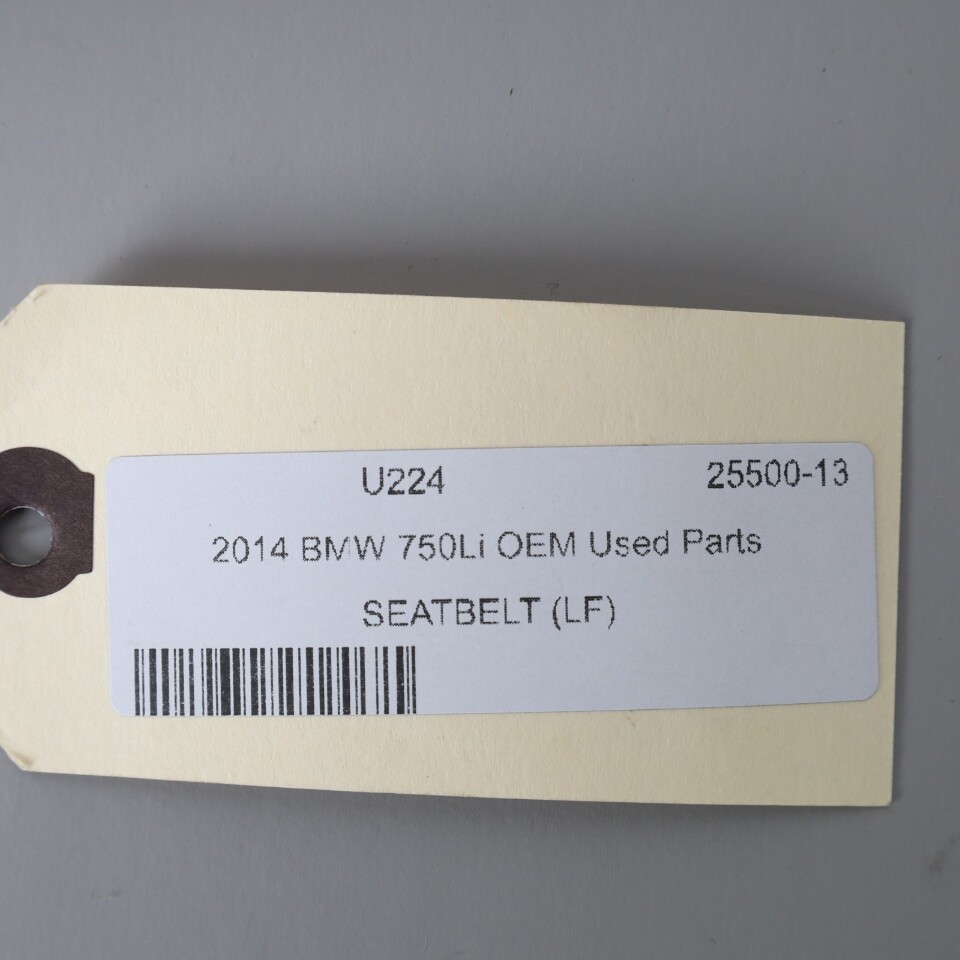 U224 25500-13
2014 BMW 750Li OEM Used Parts
SEATBELT (LF)